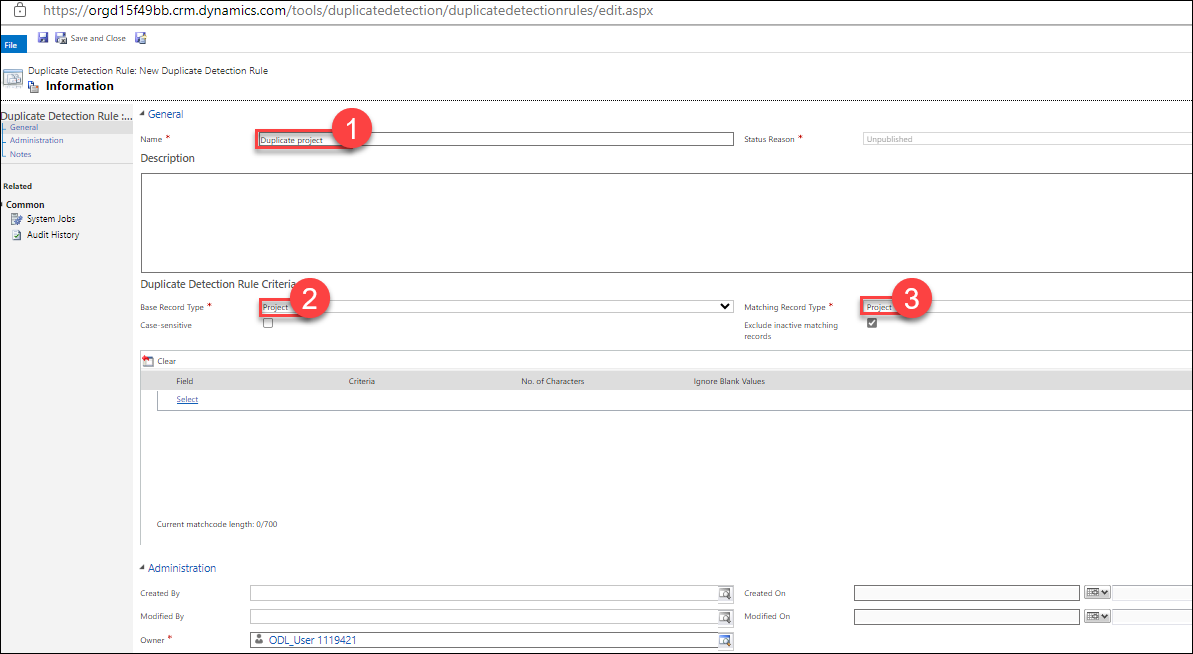 https://orgd15f49bb.crm.dynamics.com/tools/duplicatedetection/duplicatedetectionrules/edit.aspx
File Save and Close
Duplicate Detection Rule: New Duplicate Detection Rule
Information
Duplicate Detection Rule :...
General
Administration
Notes
Related
Common
System Jobs
Audit History
General
Name * Duplicate project 1 Status Reason * Unpublished
Description
Duplicate Detection Rule Criteria
Base Record Type * Project 2 Matching Record Type * Project 3
Case-sensitive Exclude inactive matching
records
Clear
Field Criteria No. of Characters Ignore Blank Values
Select
Current matchcode length: 0/700
Administration
Created By Created On
Modified By Modified On
Owner * ODL_User 1119421